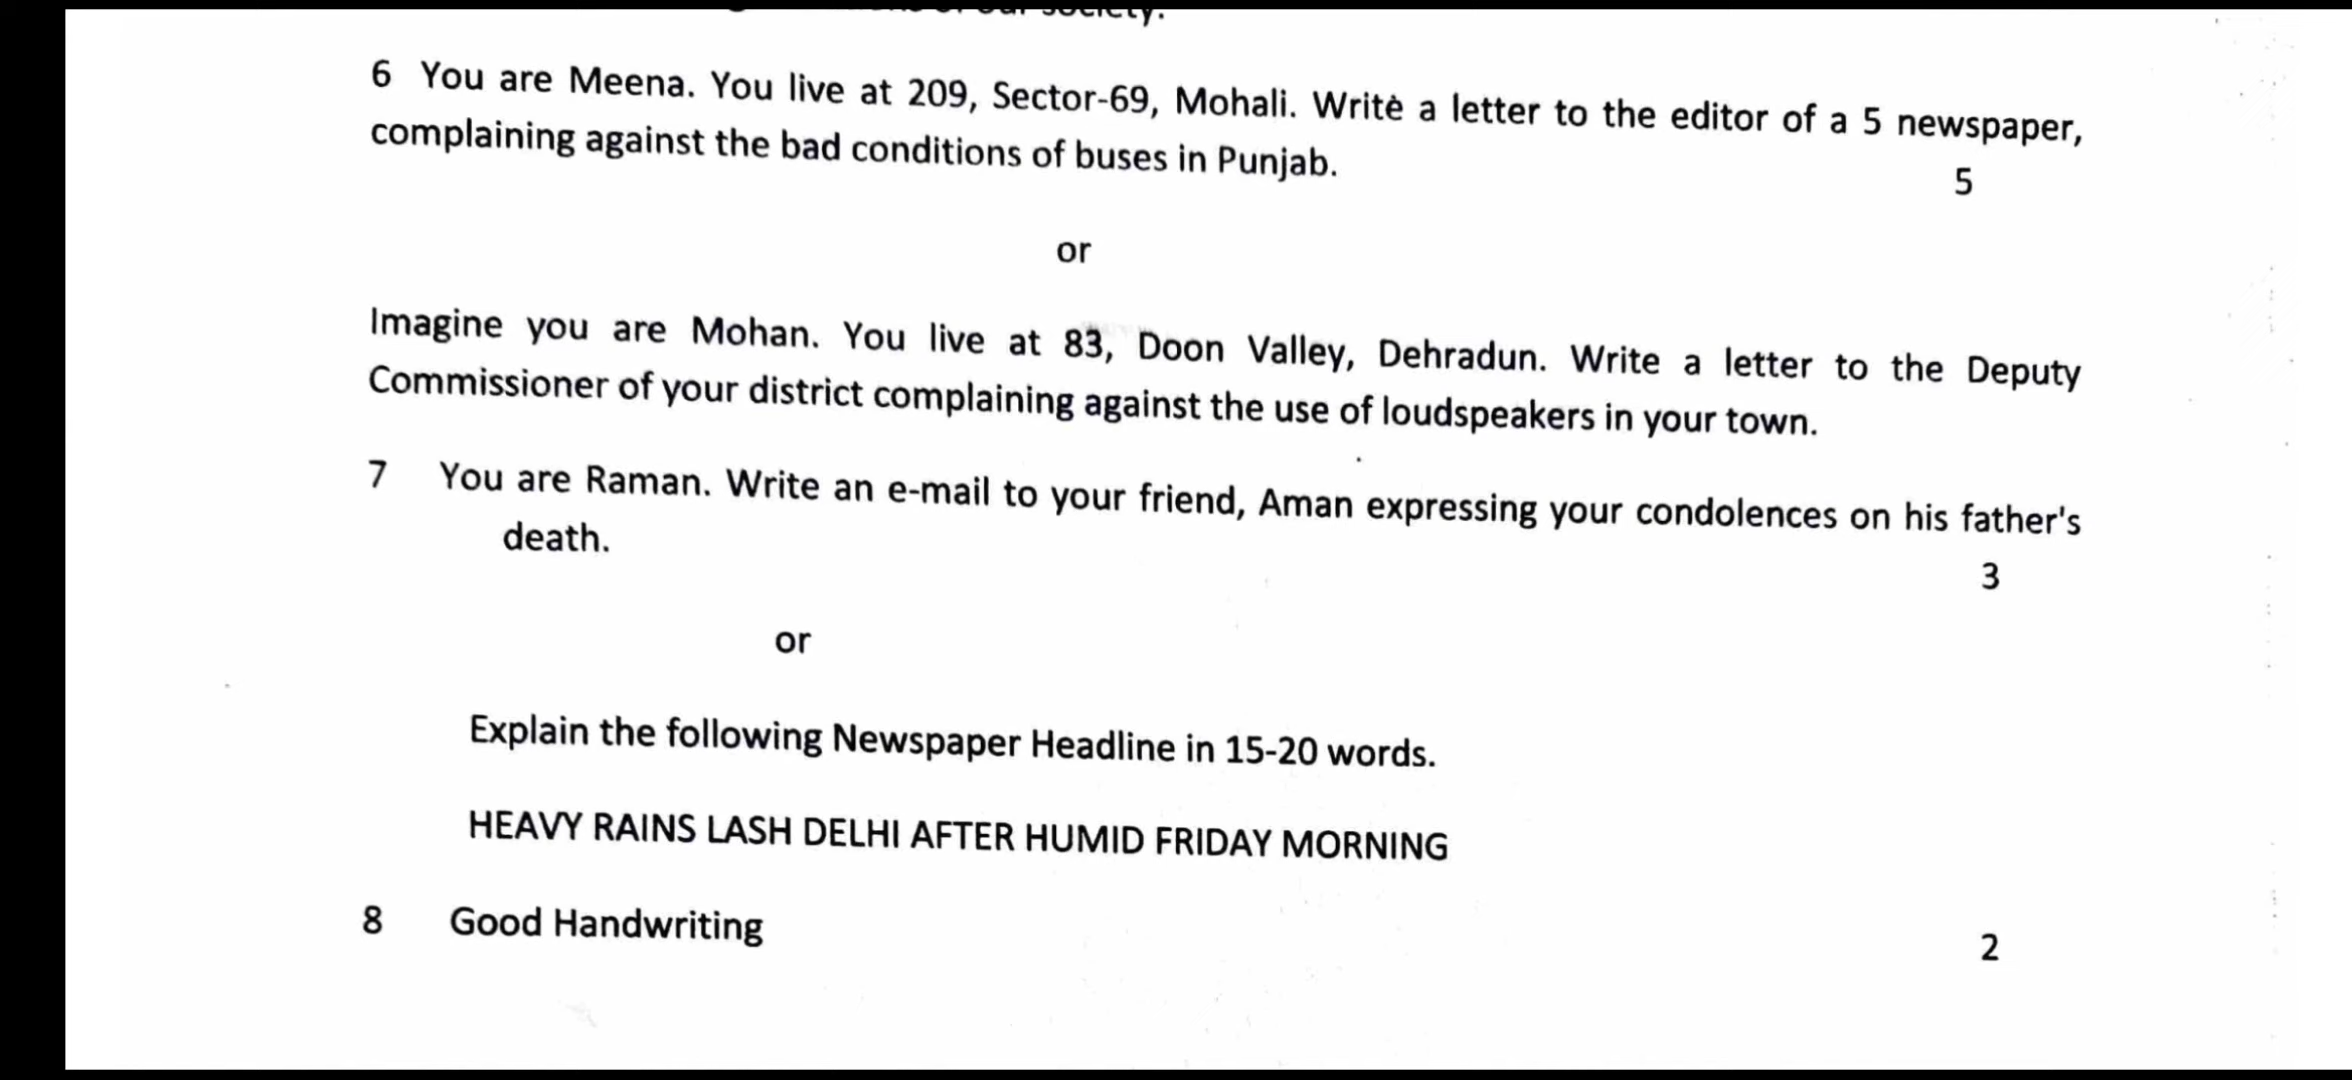 society.
6 You are Meena. You live at 209, Sector-69, Mohali. Write a letter to the editor of a 5 newspaper,
complaining against the bad conditions of buses in Punjab.
5
or
Imagine you are Mohan. You live at 83, Doon Valley, Dehradun. Write a letter to the Deputy
Commissioner of your district complaining against the use of loudspeakers in your town.
7 You are Raman. Write an e-mail to your friend, Aman expressing your condolences on his father's
death.
3
or
Explain the following Newspaper Headline in 15-20 words.
HEAVY RAINS LASH DELHI AFTER HUMID FRIDAY MORNING
8 Good Handwriting
2